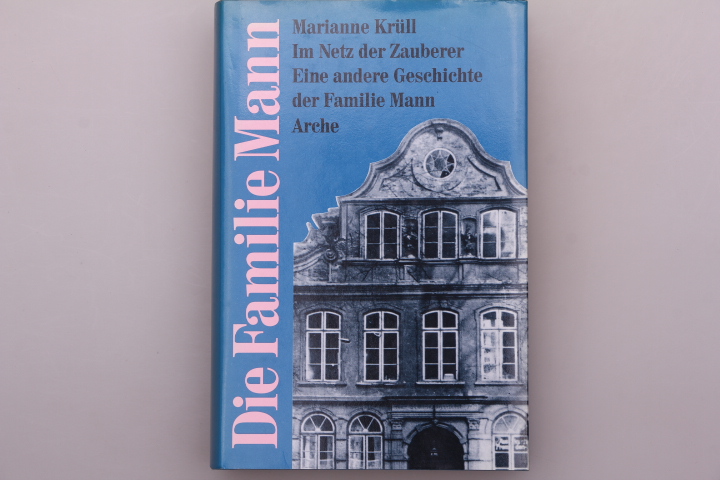 Die Familie Mann
Marianne Krüll
Im Netz der Zauberer
Eine andere Geschichte
der Familie Mann
Arche